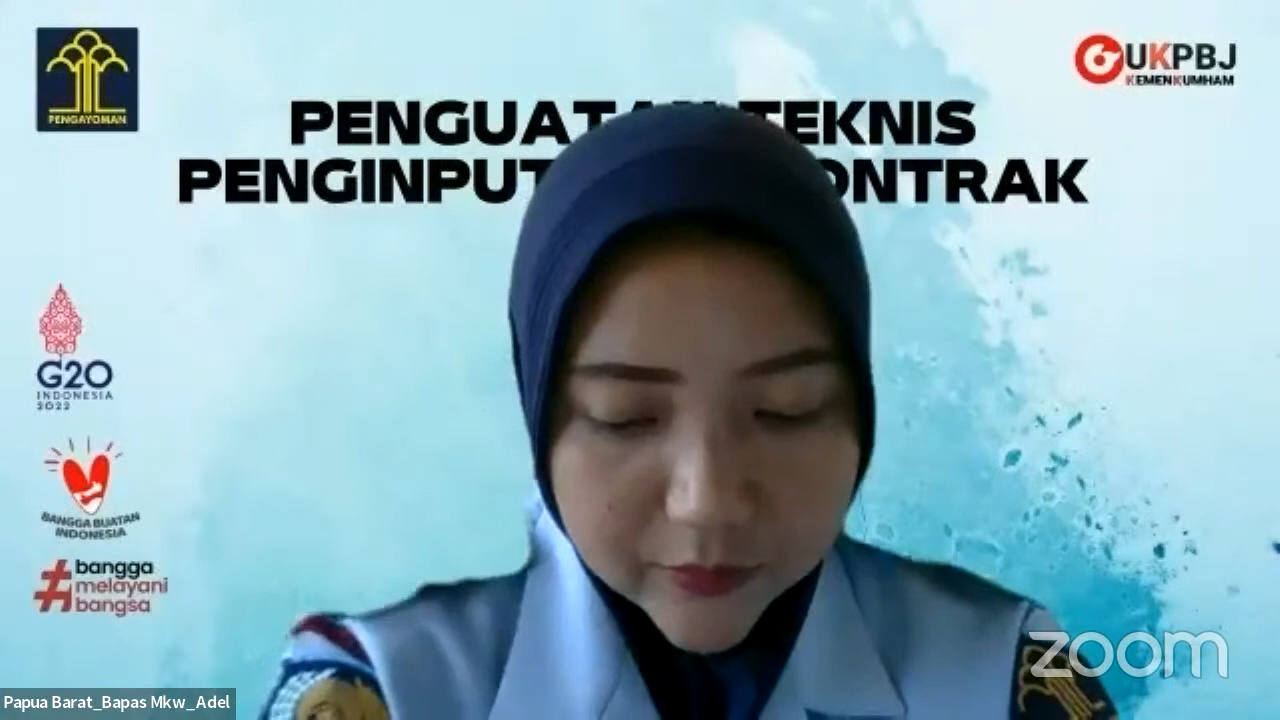 PENGAYOMAN
UKPBJ
KEMENKUMHAM
PENGUATAN TEKNIS
PENGINPUT ONTRAK
G20
INDONESIA
2022
BANGGA BUATAN
INDONESIA
#bangga
melayani
bangsa
zoom
Papua Barat_Bapas Mkw_Adel